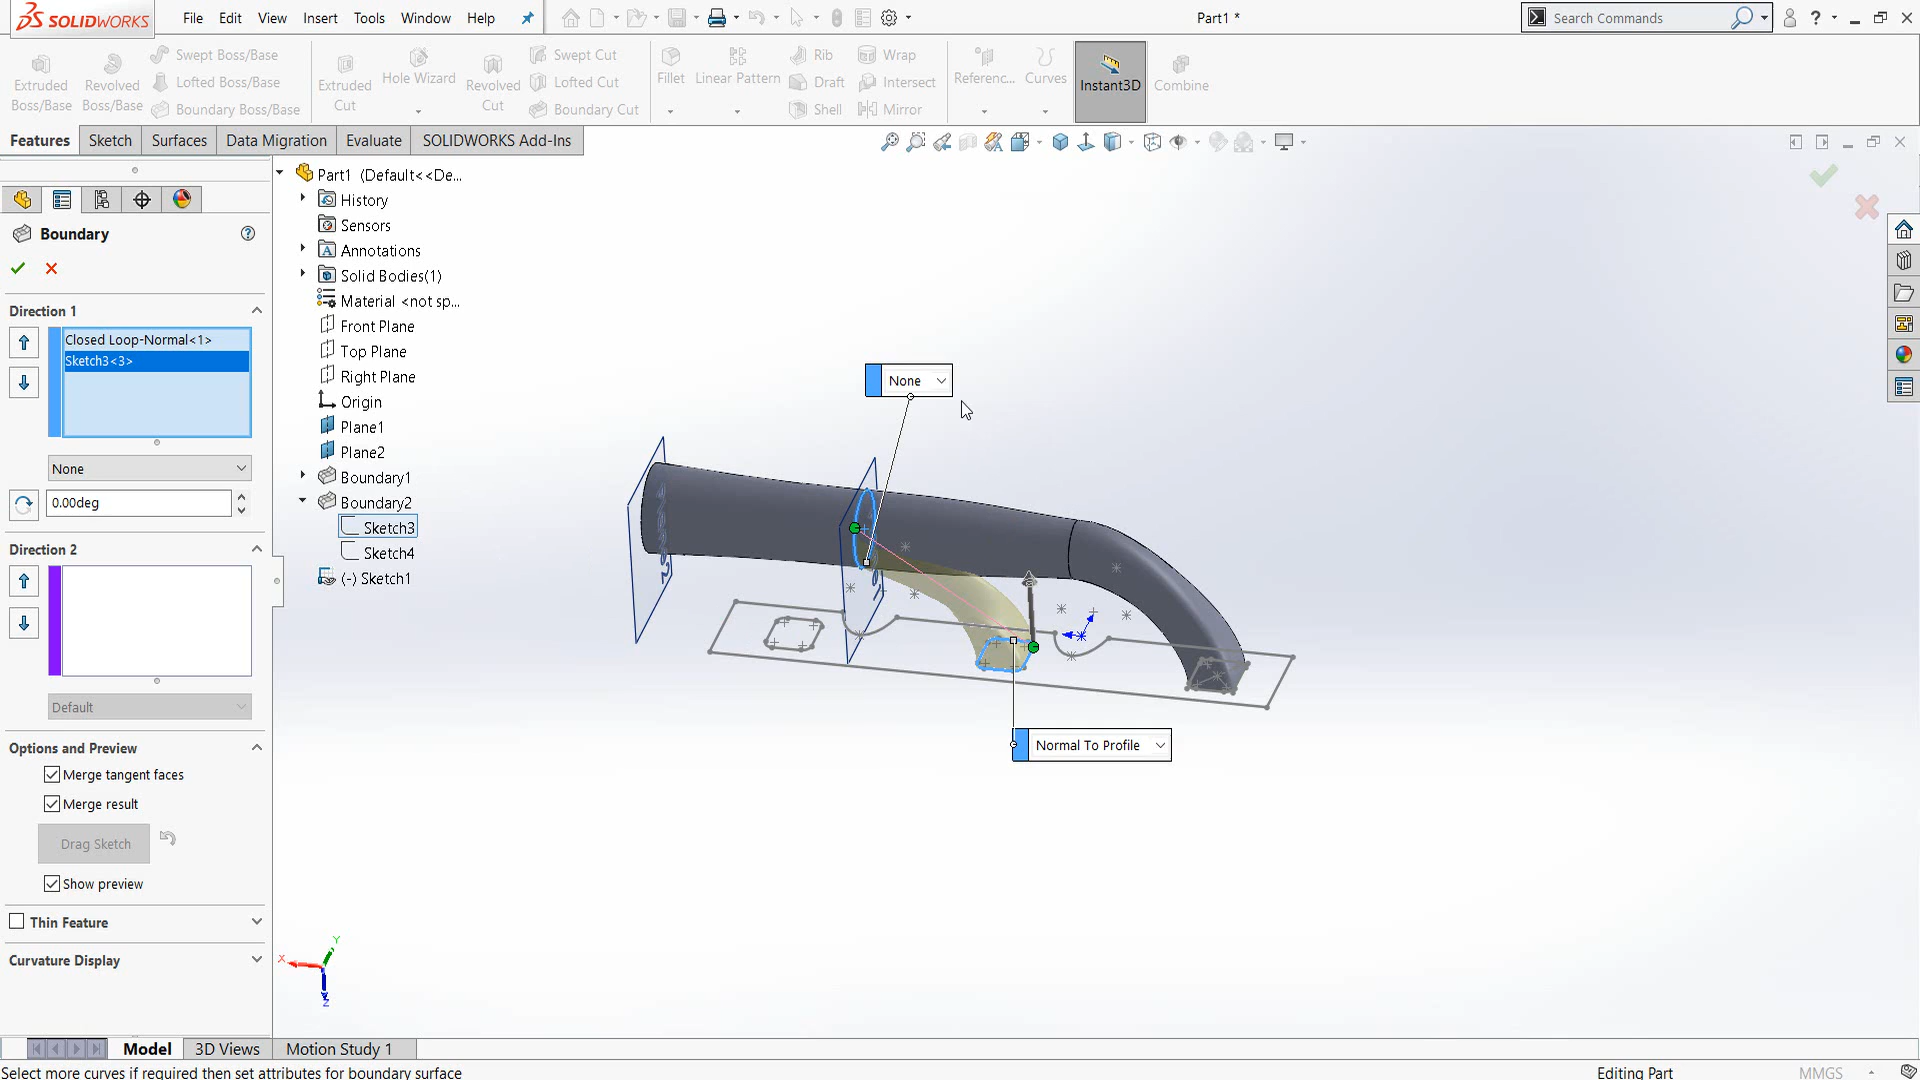 SOLIDWORKS
File Edit View Insert Tools Window Help
Part1 *
Search Commands
Extruded Boss/Base
Revolved Boss/Base
Swept Boss/Base
Lofted Boss/Base
Boundary Boss/Base
Extruded Cut
Hole Wizard
Revolved Cut
Swept Cut
Lofted Cut
Boundary Cut
Fillet
Linear Pattern
Rib
Draft
Shell
Wrap
Intersect
Mirror
Referenc...
Curves
Instant3D
Combine
Features Sketch Surfaces Data Migration Evaluate SOLIDWORKS Add-Ins
Boundary
Direction 1
Closed Loop-Normal<1>
Sketch3<3>
None
0.00deg
Direction 2
Default
Options and Preview
Merge tangent faces
Merge result
Drag Sketch
Show preview
Thin Feature
Curvature Display
Part1 (Default<<De...
History
Sensors
Annotations
Solid Bodies(1)
Material <not sp...
Front Plane
Top Plane
Right Plane
Origin
Plane1
Plane2
Boundary1
Boundary2
Sketch3
Sketch4
(-) Sketch1
None
Normal To Profile
X
Y
Z
Model 3D Views Motion Study 1
Select more curves if required then set attributes for boundary surface
Editing Part
MMGS